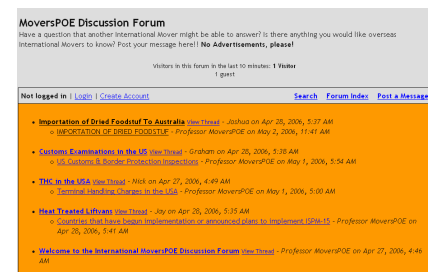 MoversPOE Discussion Forum
Have a question that another International Mover might be able to answer? Is there anything you would like overseas
International Movers to know? Post your message here!! No Advertisements, please!
Visitors in this forum in the last 10 minutes: 1 Visitor
1 guest
Not logged in | Login | Create Account Search Forum Index Post a Message
Importation of Dried Foodstuf To Australia View Thread - Joshua on Apr 28, 2006, 5:37 AM
IMPORTATION OF DRIED FOODSTUF - Professor MoversPOE on May 2, 2006, 11:41 AM
Customs Examinations in the US View Thread - Graham on Apr 28, 2006, 5:38 AM
US Customs & Border Protection Inspections - Professor MoversPOE on May 1, 2006, 5:54 AM
THC in the USA View Thread - Nick on Apr 27, 2006, 4:49 AM
Terminal Handling Charges in the USA - Professor MoversPOE on May 1, 2006, 5:00 AM
Heat Treated Liftvans View Thread - Jay on Apr 28, 2006, 5:35 AM
Countries that have begun implementation or announced plans to implement ISPM-15 - Professor MoversPOE on
Apr 28, 2006, 5:41 AM
Welcome to the International MoversPOE Discussion Forum View Thread - Professor MoversPOE on Apr 27, 2006, 4:46
AM